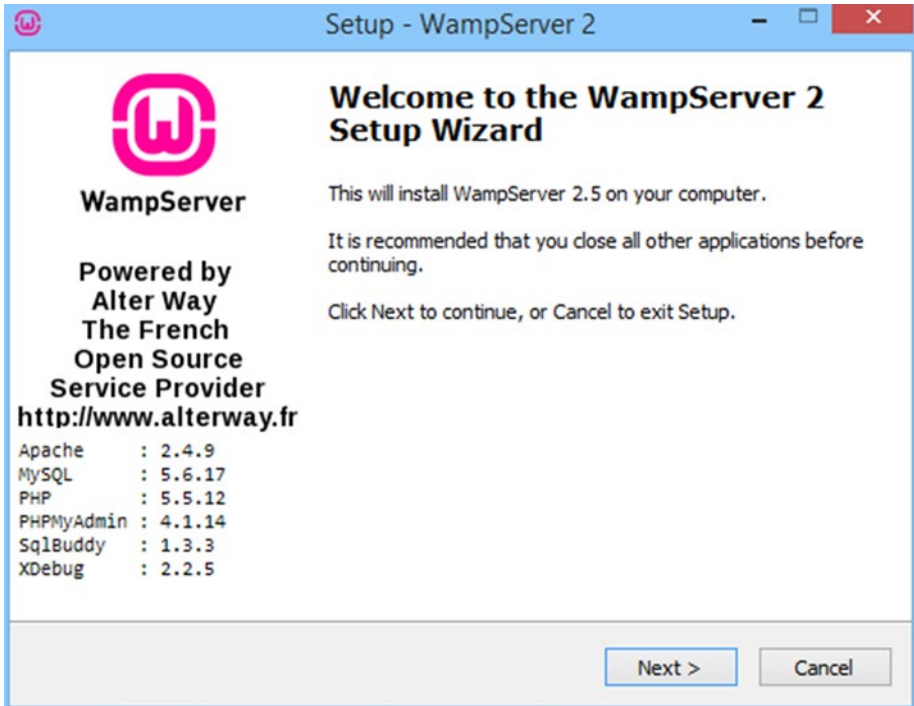 Setup - WampServer 2
WampServer
Powered by
Alter Way
The French
Open Source
Service Provider
http://www.alterway.fr
Apache : 2.4.9
MySQL : 5.6.17
PHP : 5.5.12
PHPMyAdmin : 4.1.14
SqlBuddy : 1.3.3
XDebug : 2.2.5
Welcome to the WampServer 2
Setup Wizard
This will install WampServer 2.5 on your computer.
It is recommended that you close all other applications before
continuing.
Click Next to continue, or Cancel to exit Setup.
Next >
Cancel